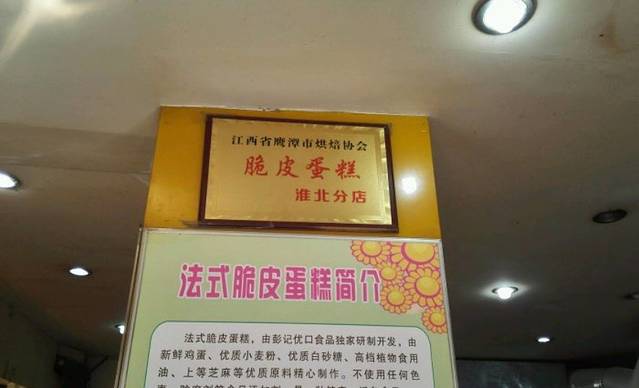 江西省鹰潭市烘焙协会
脆皮蛋糕
淮北分店
法式脆皮蛋糕简介
法式脆皮蛋糕，由彭记优口食品独家研制开发，由
新鲜鸡蛋、优质小麦粉、优质白砂糖、高档植物食用
油、上等芝麻等优质原料精心制作。不使用任何色